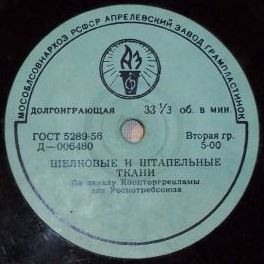 МОСОБЛСОВНАРХОЗ РСФСР АПРЕЛЕВСКИЙ ЗАВОД ГРАМПЛАСТИНОК
ДОЛГОИГРАЮЩАЯ 33 1/3 об. в мин.
ГОСТ 5289-56 Вторая гр.
Д—006480 5-00
ШЕЛКОВЫЕ И ШТАПЕЛЬНЫЕ
ТКАНИ
По заказу Коопторгрекламы
для Роспотребсоюза